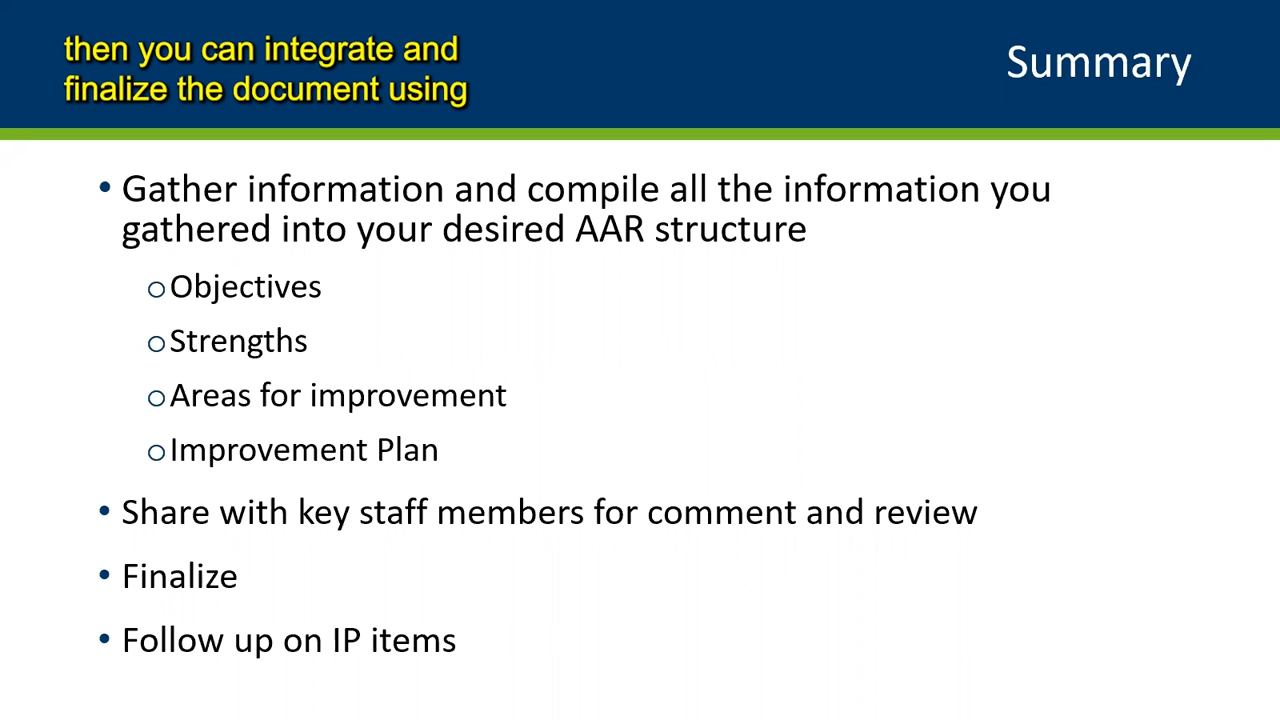 then you can integrate and
finalize the document using
Summary
• Gather information and compile all the information you
gathered into your desired AAR structure
o Objectives
o Strengths
o Areas for improvement
o Improvement Plan
• Share with key staff members for comment and review
• Finalize
• Follow up on IP items